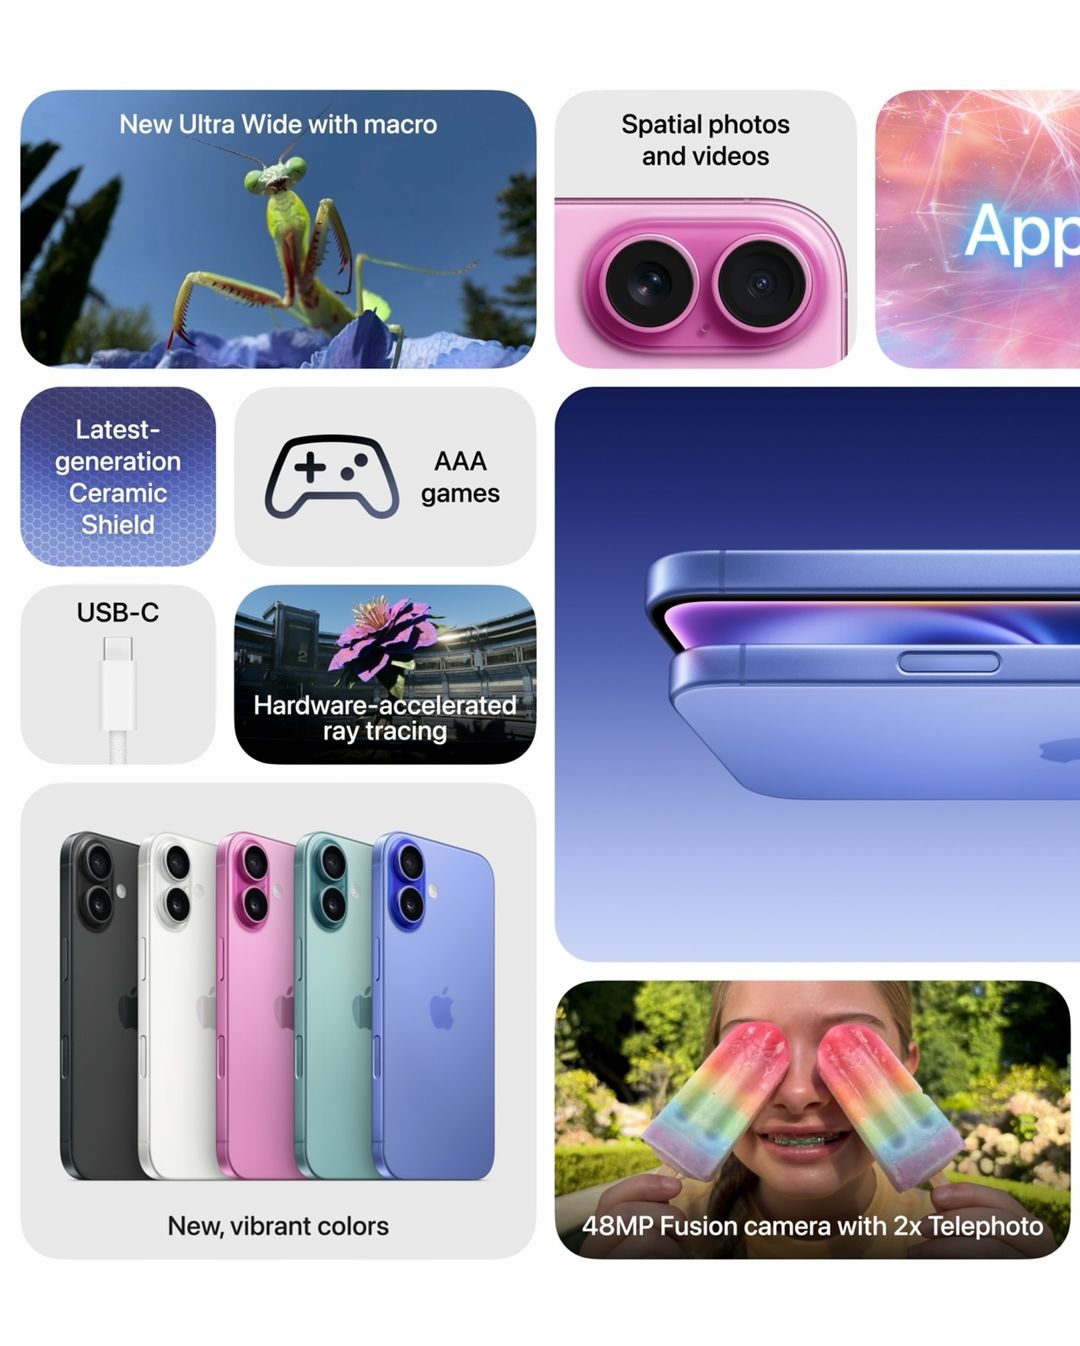 New Ultra Wide with macro
Spatial photos
and videos
App
Latest-
generation
Ceramic
Shield
AAA
games
USB-C
2
Hardware-accelerated
ray tracing
New, vibrant colors
48MP Fusion camera with 2x Telephoto